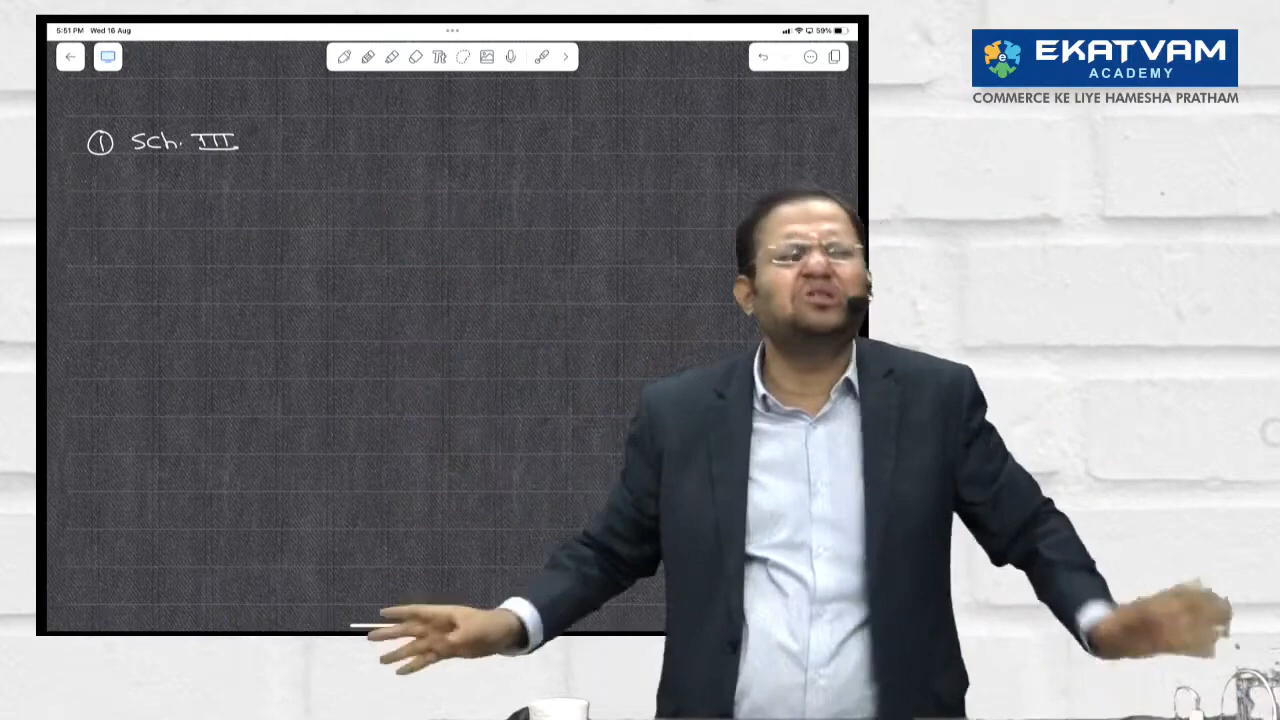 5:51 PM Wed 16 Aug
59%
① Sch. III
EKATVAM
ACADEMY
COMMERCE KE LIYE HAMESHA PRATHAM